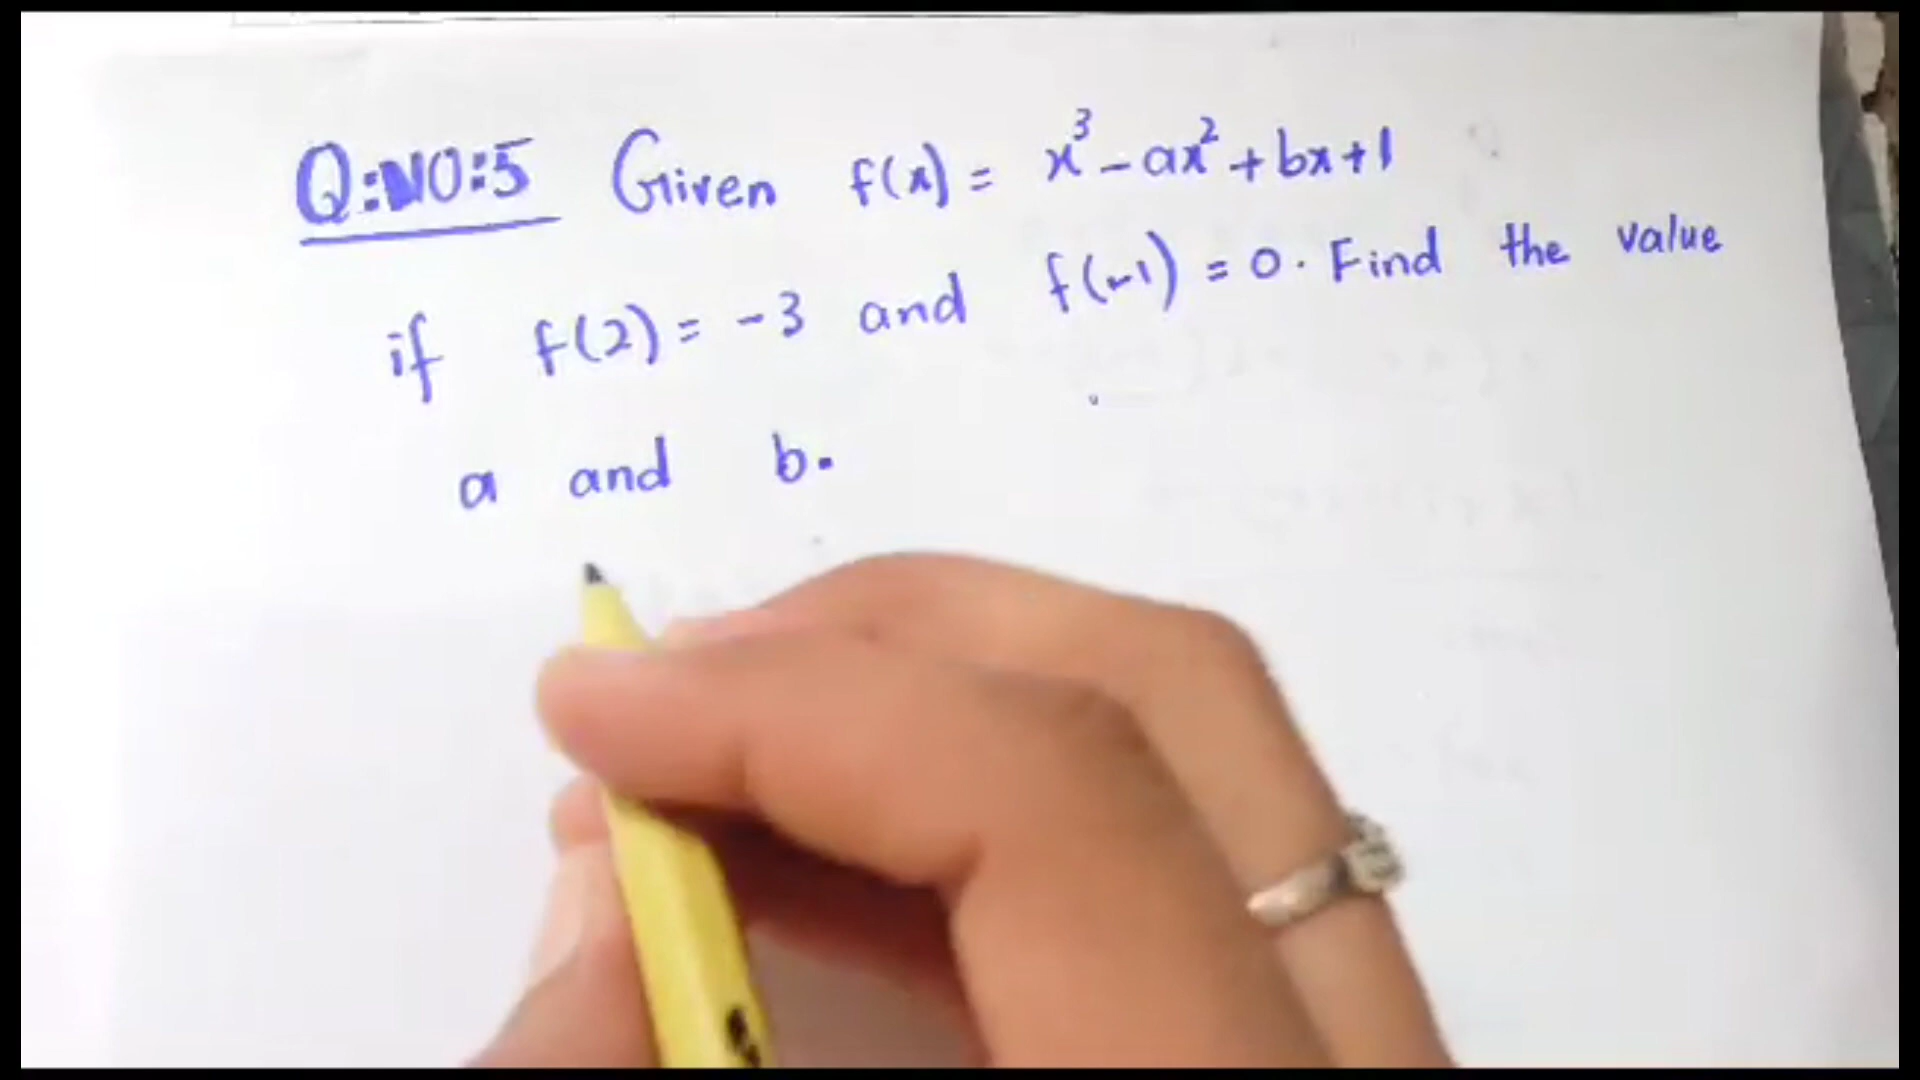 Q:NO:5 Given f(x) = x³ - ax² + bx + 1
if f(2) = -3 and f(-1) = 0. Find the value
a and b.